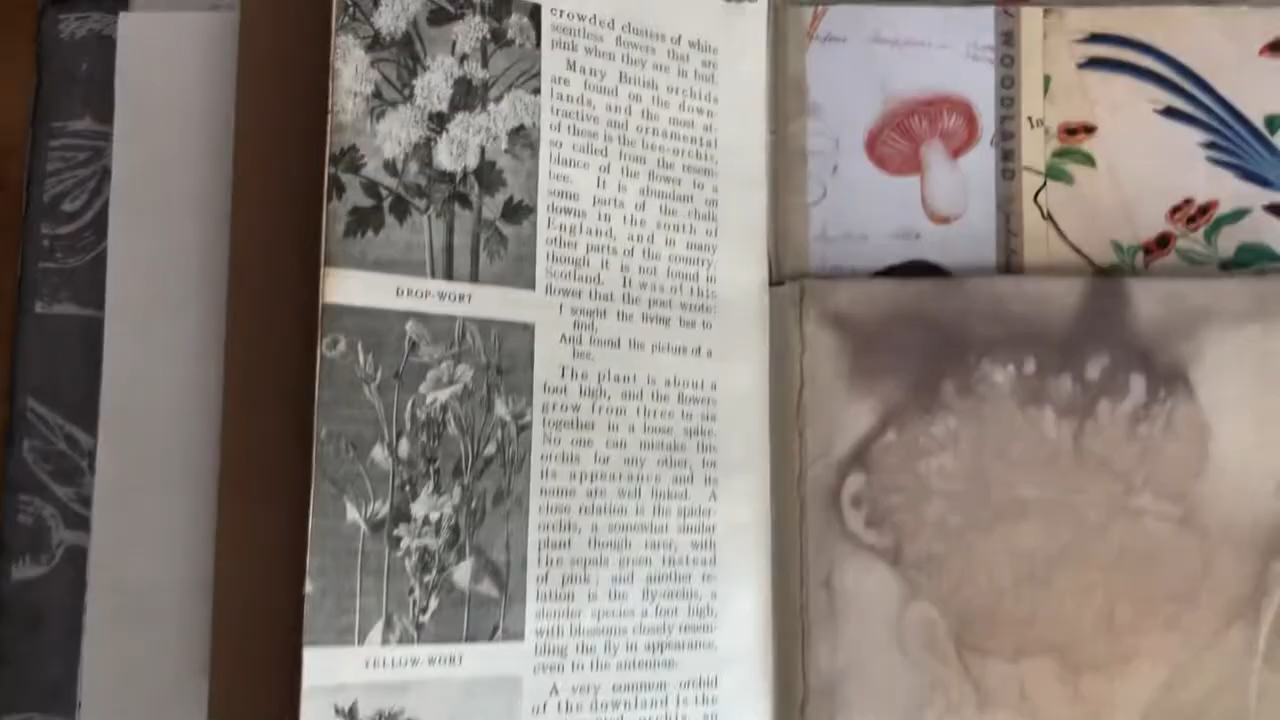 crowded clusters of white
scentless flowers that are
pink when they are in bud.
Many British orchids
are found on the down-
lands, and the most at-
tractive and ornamental
of these is the bee-orchis,
so called from the resem-
blance of the flower to a
bee. It is abundant on
some parts of the chalk
downs in the south of
England, and in many
other parts of the country,
though it is not found in
Scotland. It was of this
flower that the poet wrote:
I sought the living bee to
find,
And found the picture of a
bee.
The plant is about a
foot high, and the flowers
grow from three to six
together in a loose spike.
No one can mistake this
orchis for any other, for
its appearance and its
name are well linked. A
close relation is the spider-
orchis, a somewhat similar
plant though rarer, with
the sepals green instead
of pink; and another re-
lation is the fly-orchis, a
slender species a foot high,
with blossoms closely resem-
bling the fly in appearance,
even to the antennae.
A very common orchid
of the downland is the
orchis, an
DROP-WORT
YELLOW-WORT
WOODLAND
In